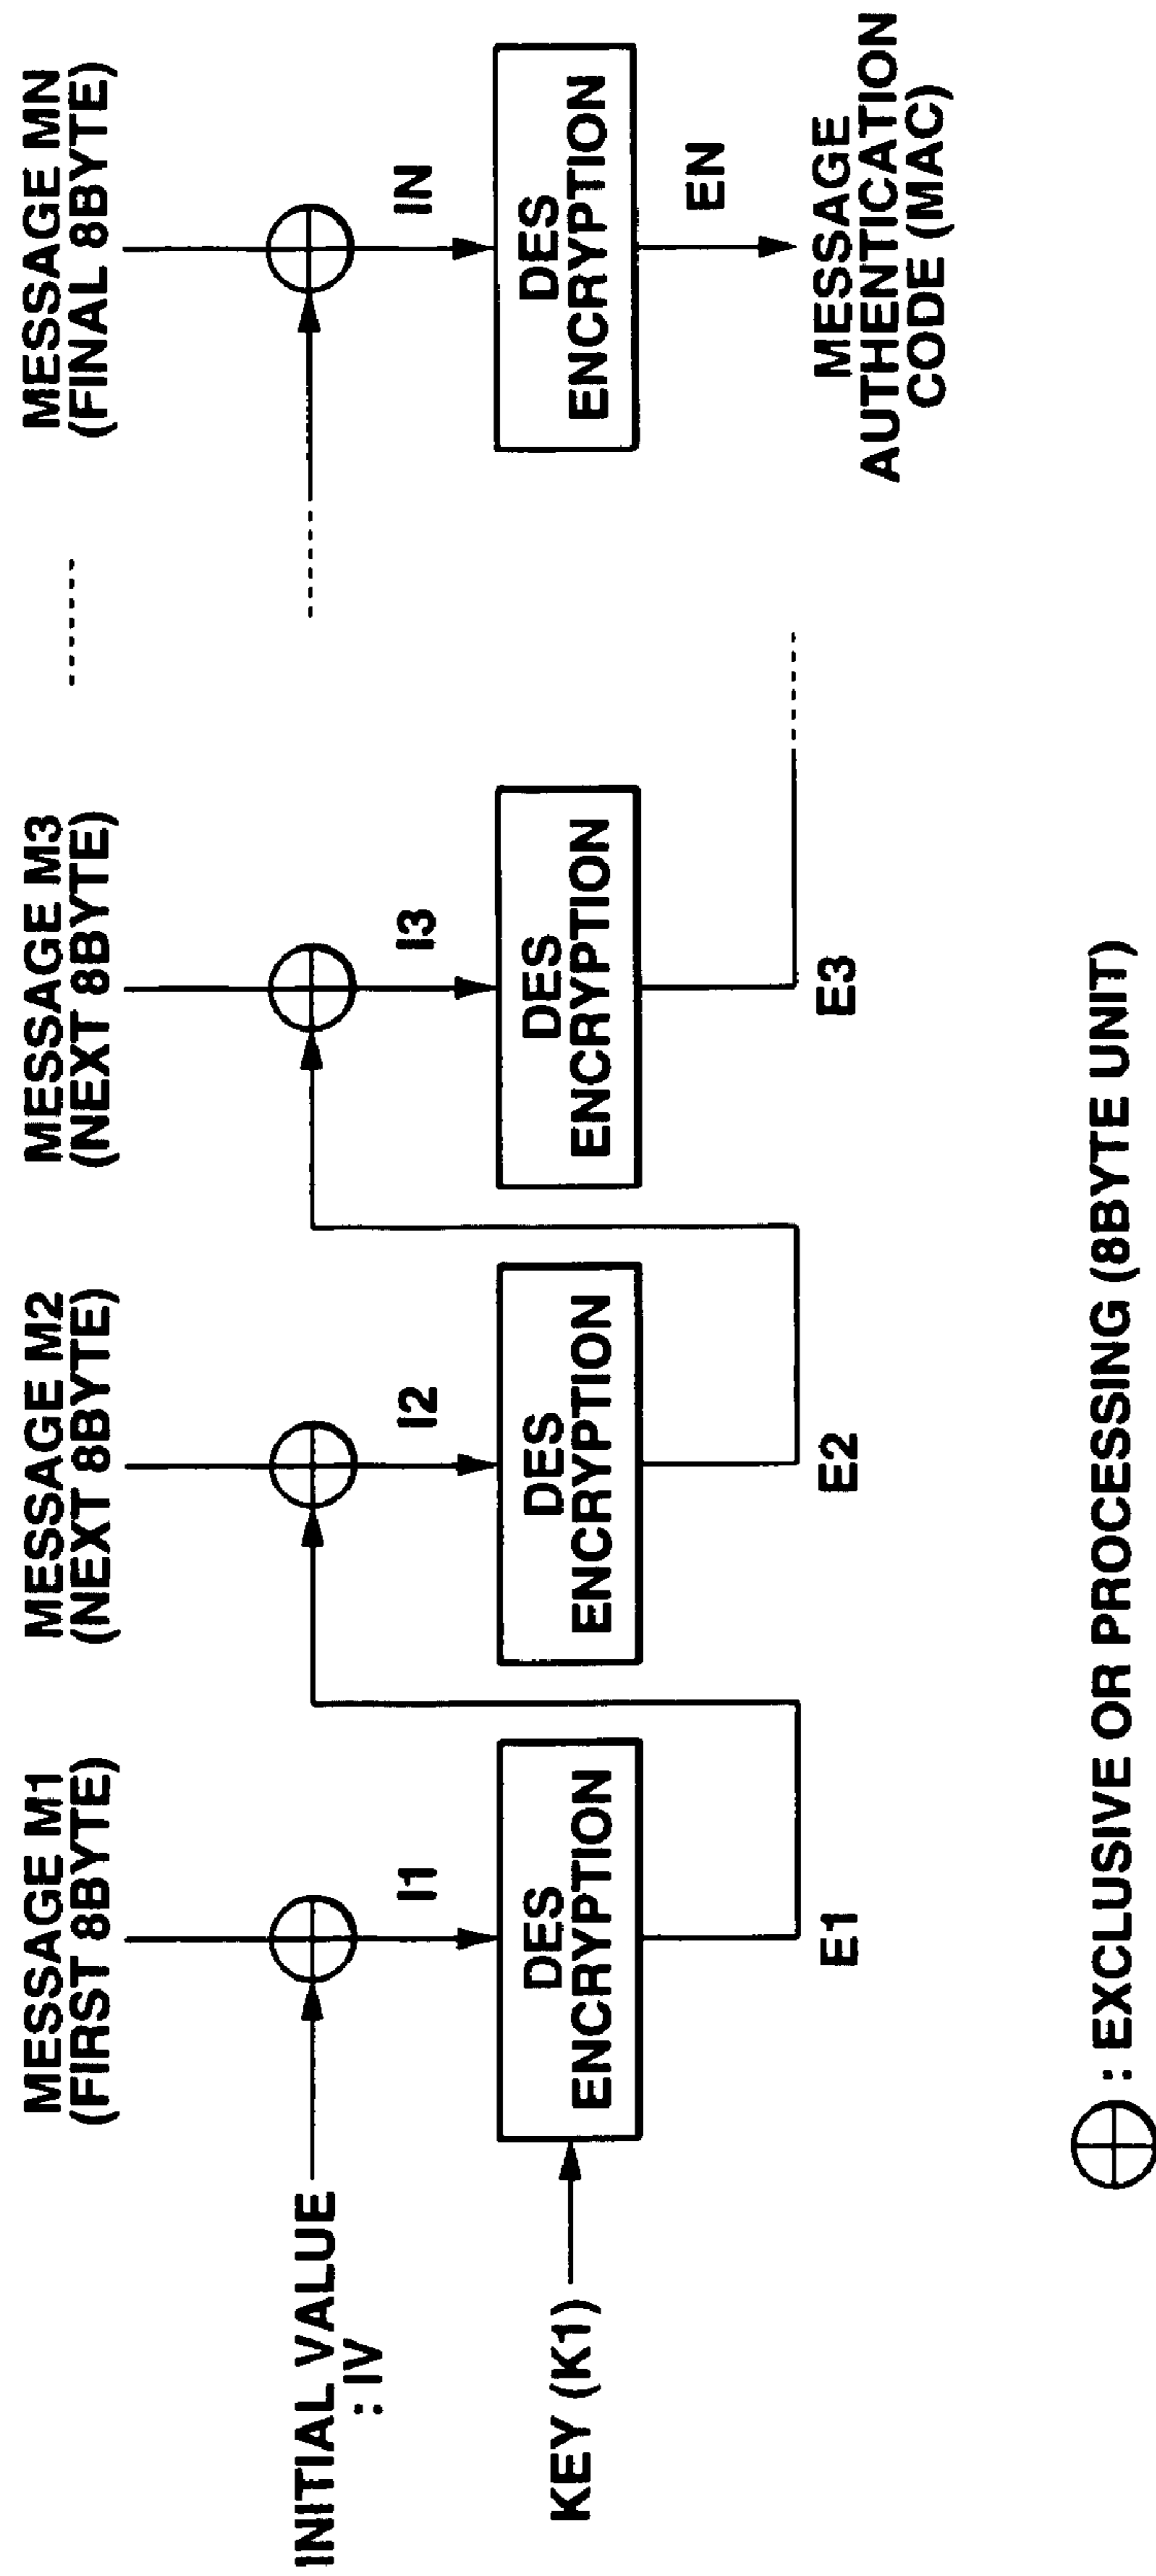 MESSAGE M1
(FIRST 8BYTE)
MESSAGE M2
(NEXT 8BYTE)
MESSAGE M3
(NEXT 8BYTE)
MESSAGE MN
(FINAL 8BYTE)
INITIAL VALUE
: IV
I1
I2
I3
IN
KEY (K1)
DES
ENCRYPTION
DES
ENCRYPTION
DES
ENCRYPTION
DES
ENCRYPTION
E1
E2
E3
EN
MESSAGE
AUTHENTICATION
CODE (MAC)
⊕ : EXCLUSIVE OR PROCESSING (8BYTE UNIT)